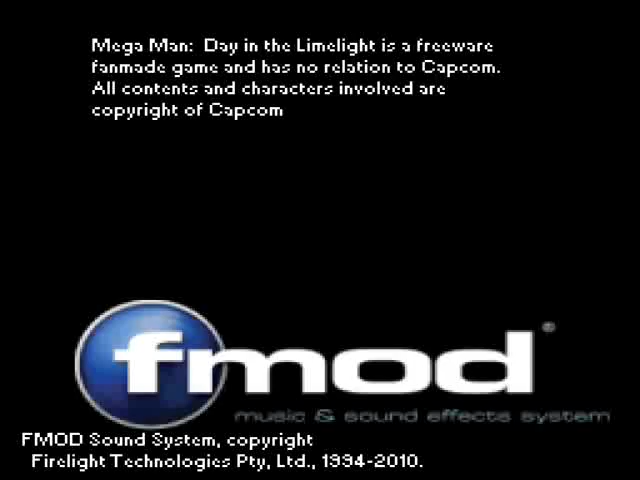 Mega Man: Day in the Limelight is a freeware
fanmade game and has no relation to Capcom.
All contents and characters involved are
copyright of Capcom
fmod®
music & sound effects system
FMOD Sound System, copyright
Firelight Technologies Pty, Ltd., 1994-2010.